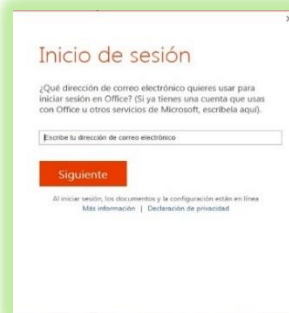 Inicio de sesión
¿Qué dirección de correo electrónico quieres usar para
iniciar sesión en Office? (Si ya tienes una cuenta que usas
con Office u otros servicios de Microsoft, escríbela aquí).
Escribe tu dirección de correo electrónico
Siguiente
Al iniciar sesión, los documentos y la configuración están en línea
Más información | Declaración de privacidad